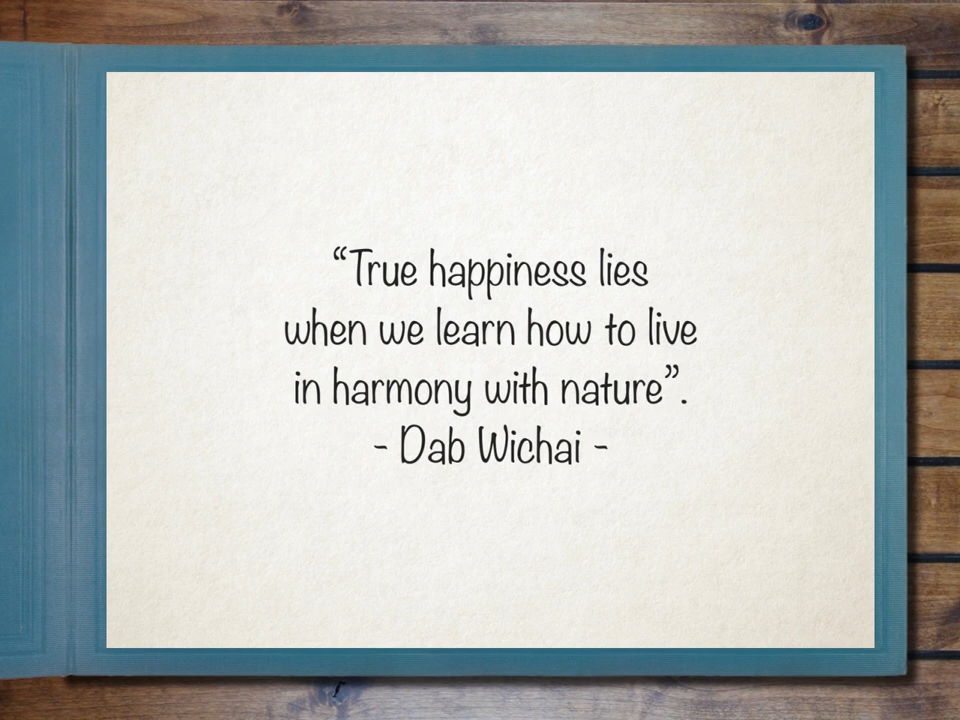 “True happiness lies
when we learn how to live
in harmony with nature”.
- Dab Wichai -